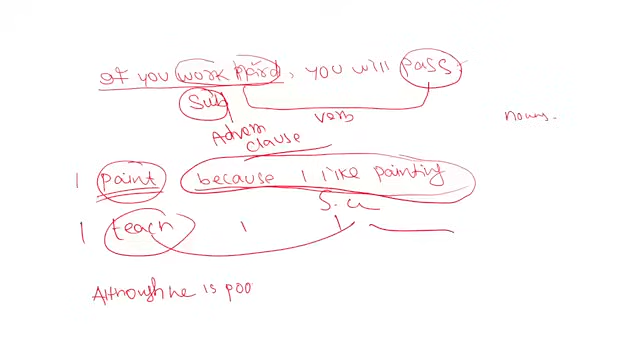 If you work hard, you will pass
Sub
verb
nouns.
Adverb
clause
I paint because I like painting
S.cl
I teach I
Although he is poo